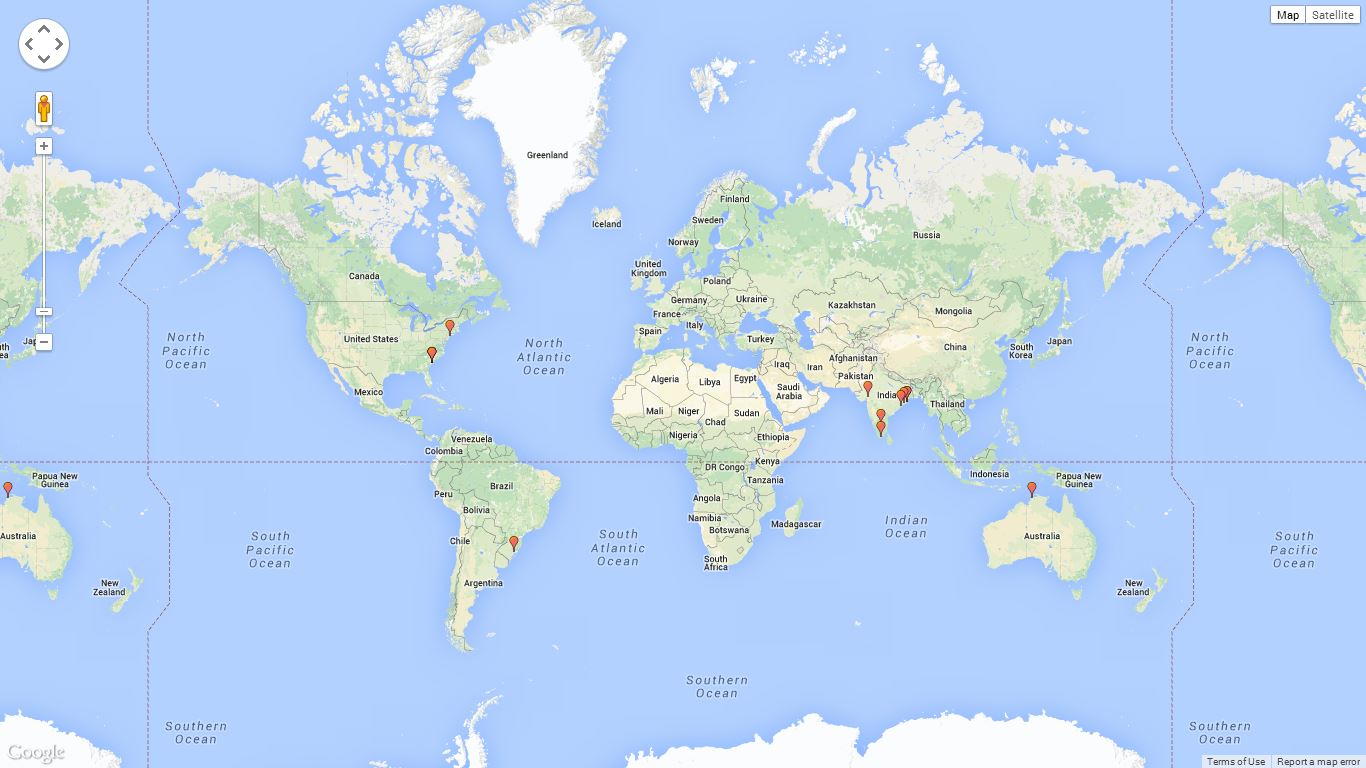 Map Satellite
Greenland
Iceland
Finland
Sweden
Norway
Russia
United
Kingdom
Canada
Poland
Germany
Ukraine
Kazakhstan
Mongolia
France
Italy
Spain
Turkey
United States
North
Pacific
Ocean
North
Atlantic
Ocean
China
South
Korea
Japan
North
Pacific
Ocean
th
ea
Jap
Afghanistan
Iraq
Iran
Pakistan
Algeria
Libya
Egypt
Saudi
Arabia
India
Mexico
Mali
Niger
Chad
Sudan
Thailand
Nigeria
Ethiopia
Venezuela
Colombia
DR Congo
Kenya
Tanzania
Indonesia
Papua New
Guinea
Papua New
Guinea
Peru
Brazil
Bolivia
Angola
Namibia
Botswana
Madagascar
Indian
Ocean
Australia
Australia
South
Pacific
Ocean
Chile
South
Atlantic
Ocean
South
Africa
South
Pacific
Ocean
Argentina
New
Zealand
New
Zealand
Southern
Ocean
Southern
Ocean
Southern
Ocean
Google
Terms of Use Report a map error